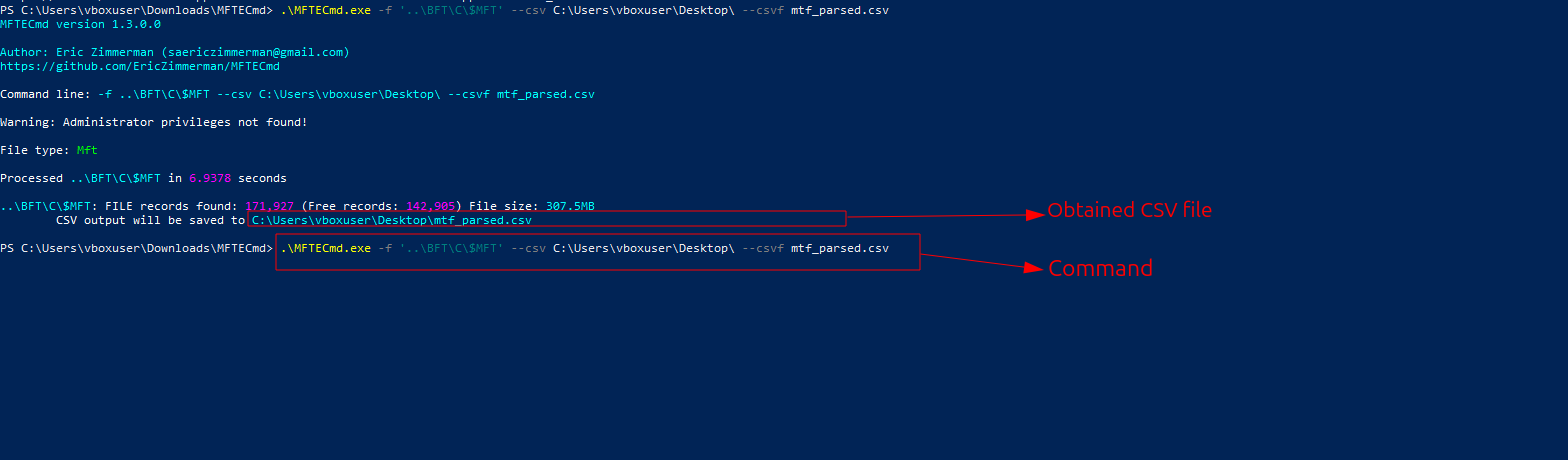 PS C:\Users\vboxuser\Downloads\MFTECmd> .\MFTECmd.exe -f '..\BFT\C\$MFT' --csv C:\Users\vboxuser\Desktop\ --csvf mtf_parsed.csv
MFTECmd version 1.3.0.0
Author: Eric Zimmerman (saericzimmerman@gmail.com)
https://github.com/EricZimmerman/MFTECmd
Command line: -f ..\BFT\C\$MFT --csv C:\Users\vboxuser\Desktop\ --csvf mtf_parsed.csv
Warning: Administrator privileges not found!
File type: Mft
Processed ..\BFT\C\$MFT in 6.9378 seconds
..\BFT\C\$MFT: FILE records found: 171,927 (Free records: 142,905) File size: 307.5MB
CSV output will be saved to C:\Users\vboxuser\Desktop\mtf_parsed.csv
Obtained CSV file
PS C:\Users\vboxuser\Downloads\MFTECmd> .\MFTECmd.exe -f '..\BFT\C\$MFT' --csv C:\Users\vboxuser\Desktop\ --csvf mtf_parsed.csv
Command